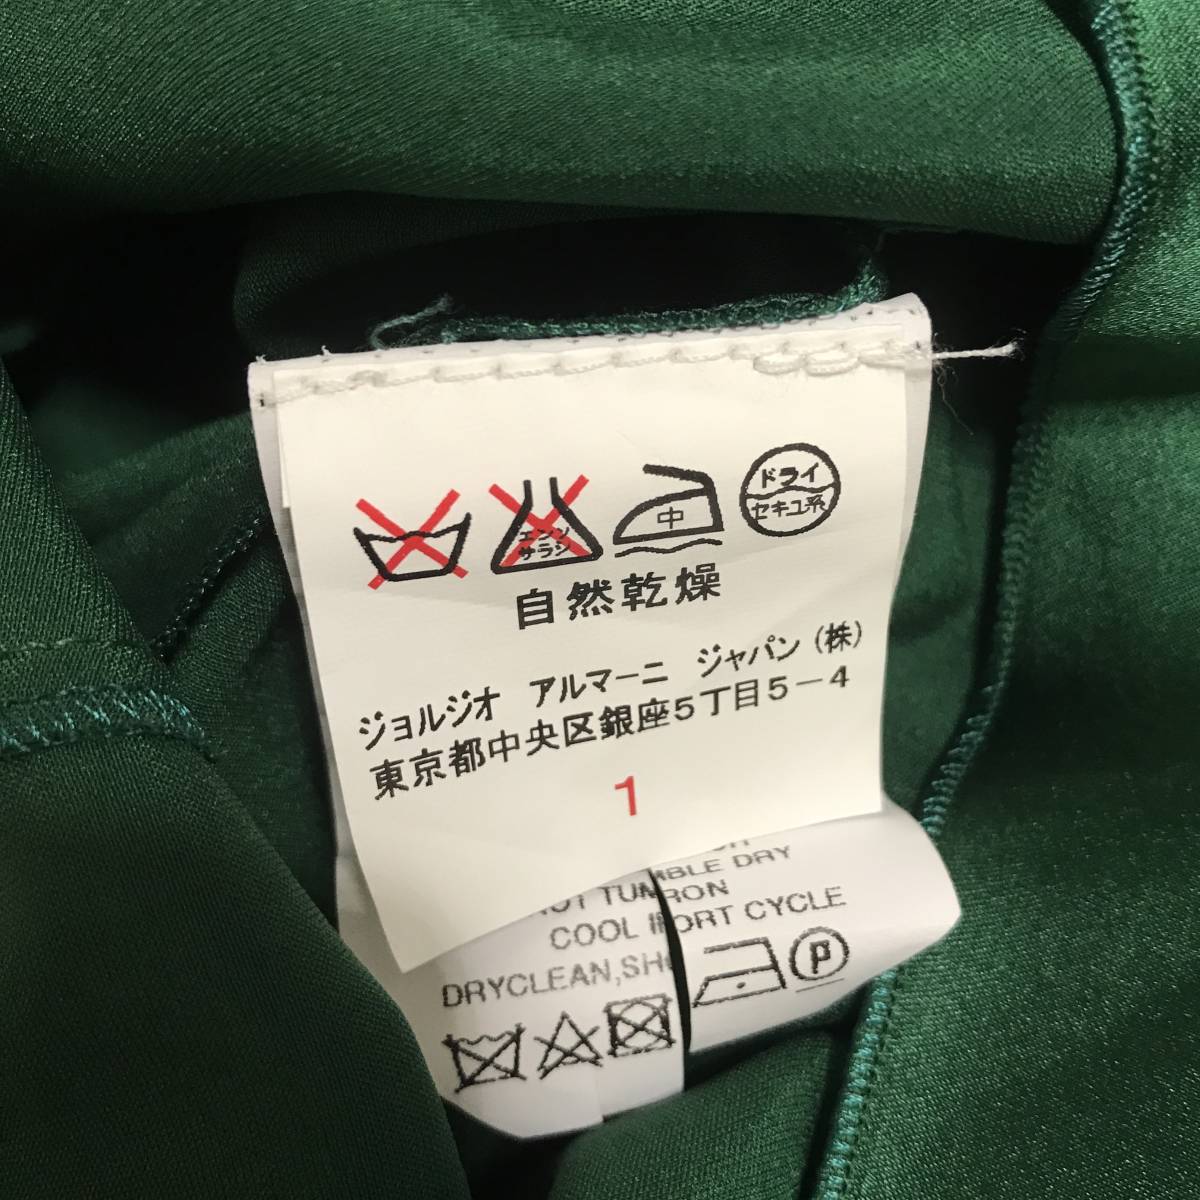 エンソ
サラシ
中
ドライ
セキユ系
自然乾燥
ジョルジオ アルマーニ ジャパン(株)
東京都中央区銀座5丁目5-4
1
DRY
COOL
CYCLE
DRYCLEAN,
P